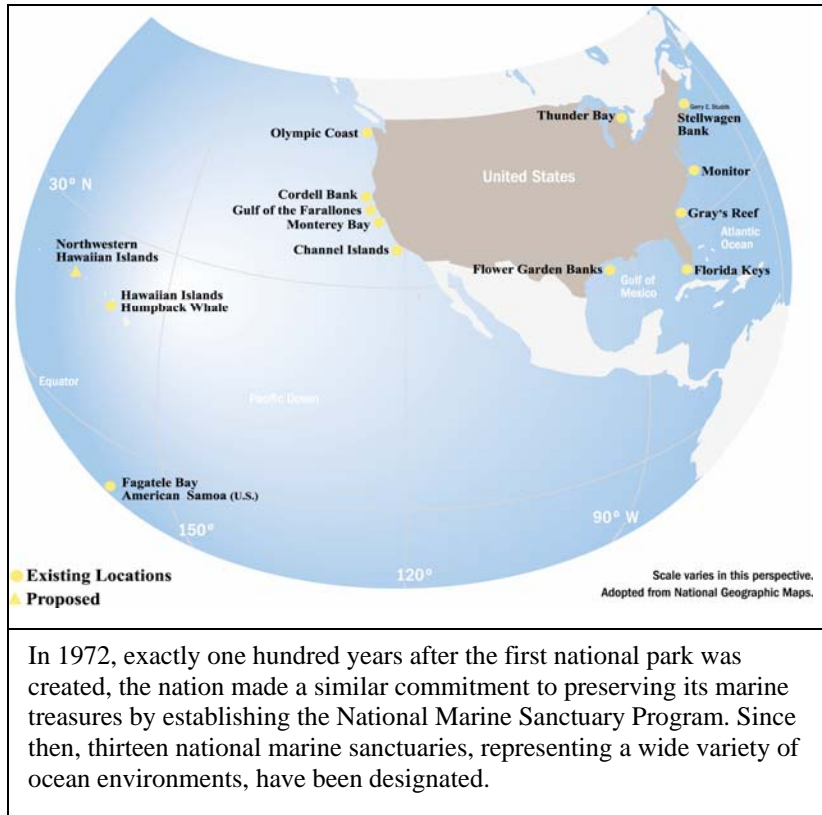 Gerry E. Studds
Thunder Bay
Stellwagen
Bank
Olympic Coast
United States
Monitor
30° N
Cordell Bank
Gulf of the Farallones
Monterey Bay
Gray's Reef
Atlantic
Ocean
Northwestern
Hawaiian Islands
Channel Islands
Flower Garden Banks
Gulf of
Mexico
Florida Keys
Hawaiian Islands
Humpback Whale
Equator
Pacific Ocean
Fagatele Bay
American Samoa (U.S.)
150°
90° W
120°
Existing Locations
Proposed
Scale varies in this perspective.
Adopted from National Geographic Maps.
In 1972, exactly one hundred years after the first national park was
created, the nation made a similar commitment to preserving its marine
treasures by establishing the National Marine Sanctuary Program. Since
then, thirteen national marine sanctuaries, representing a wide variety of
ocean environments, have been designated.